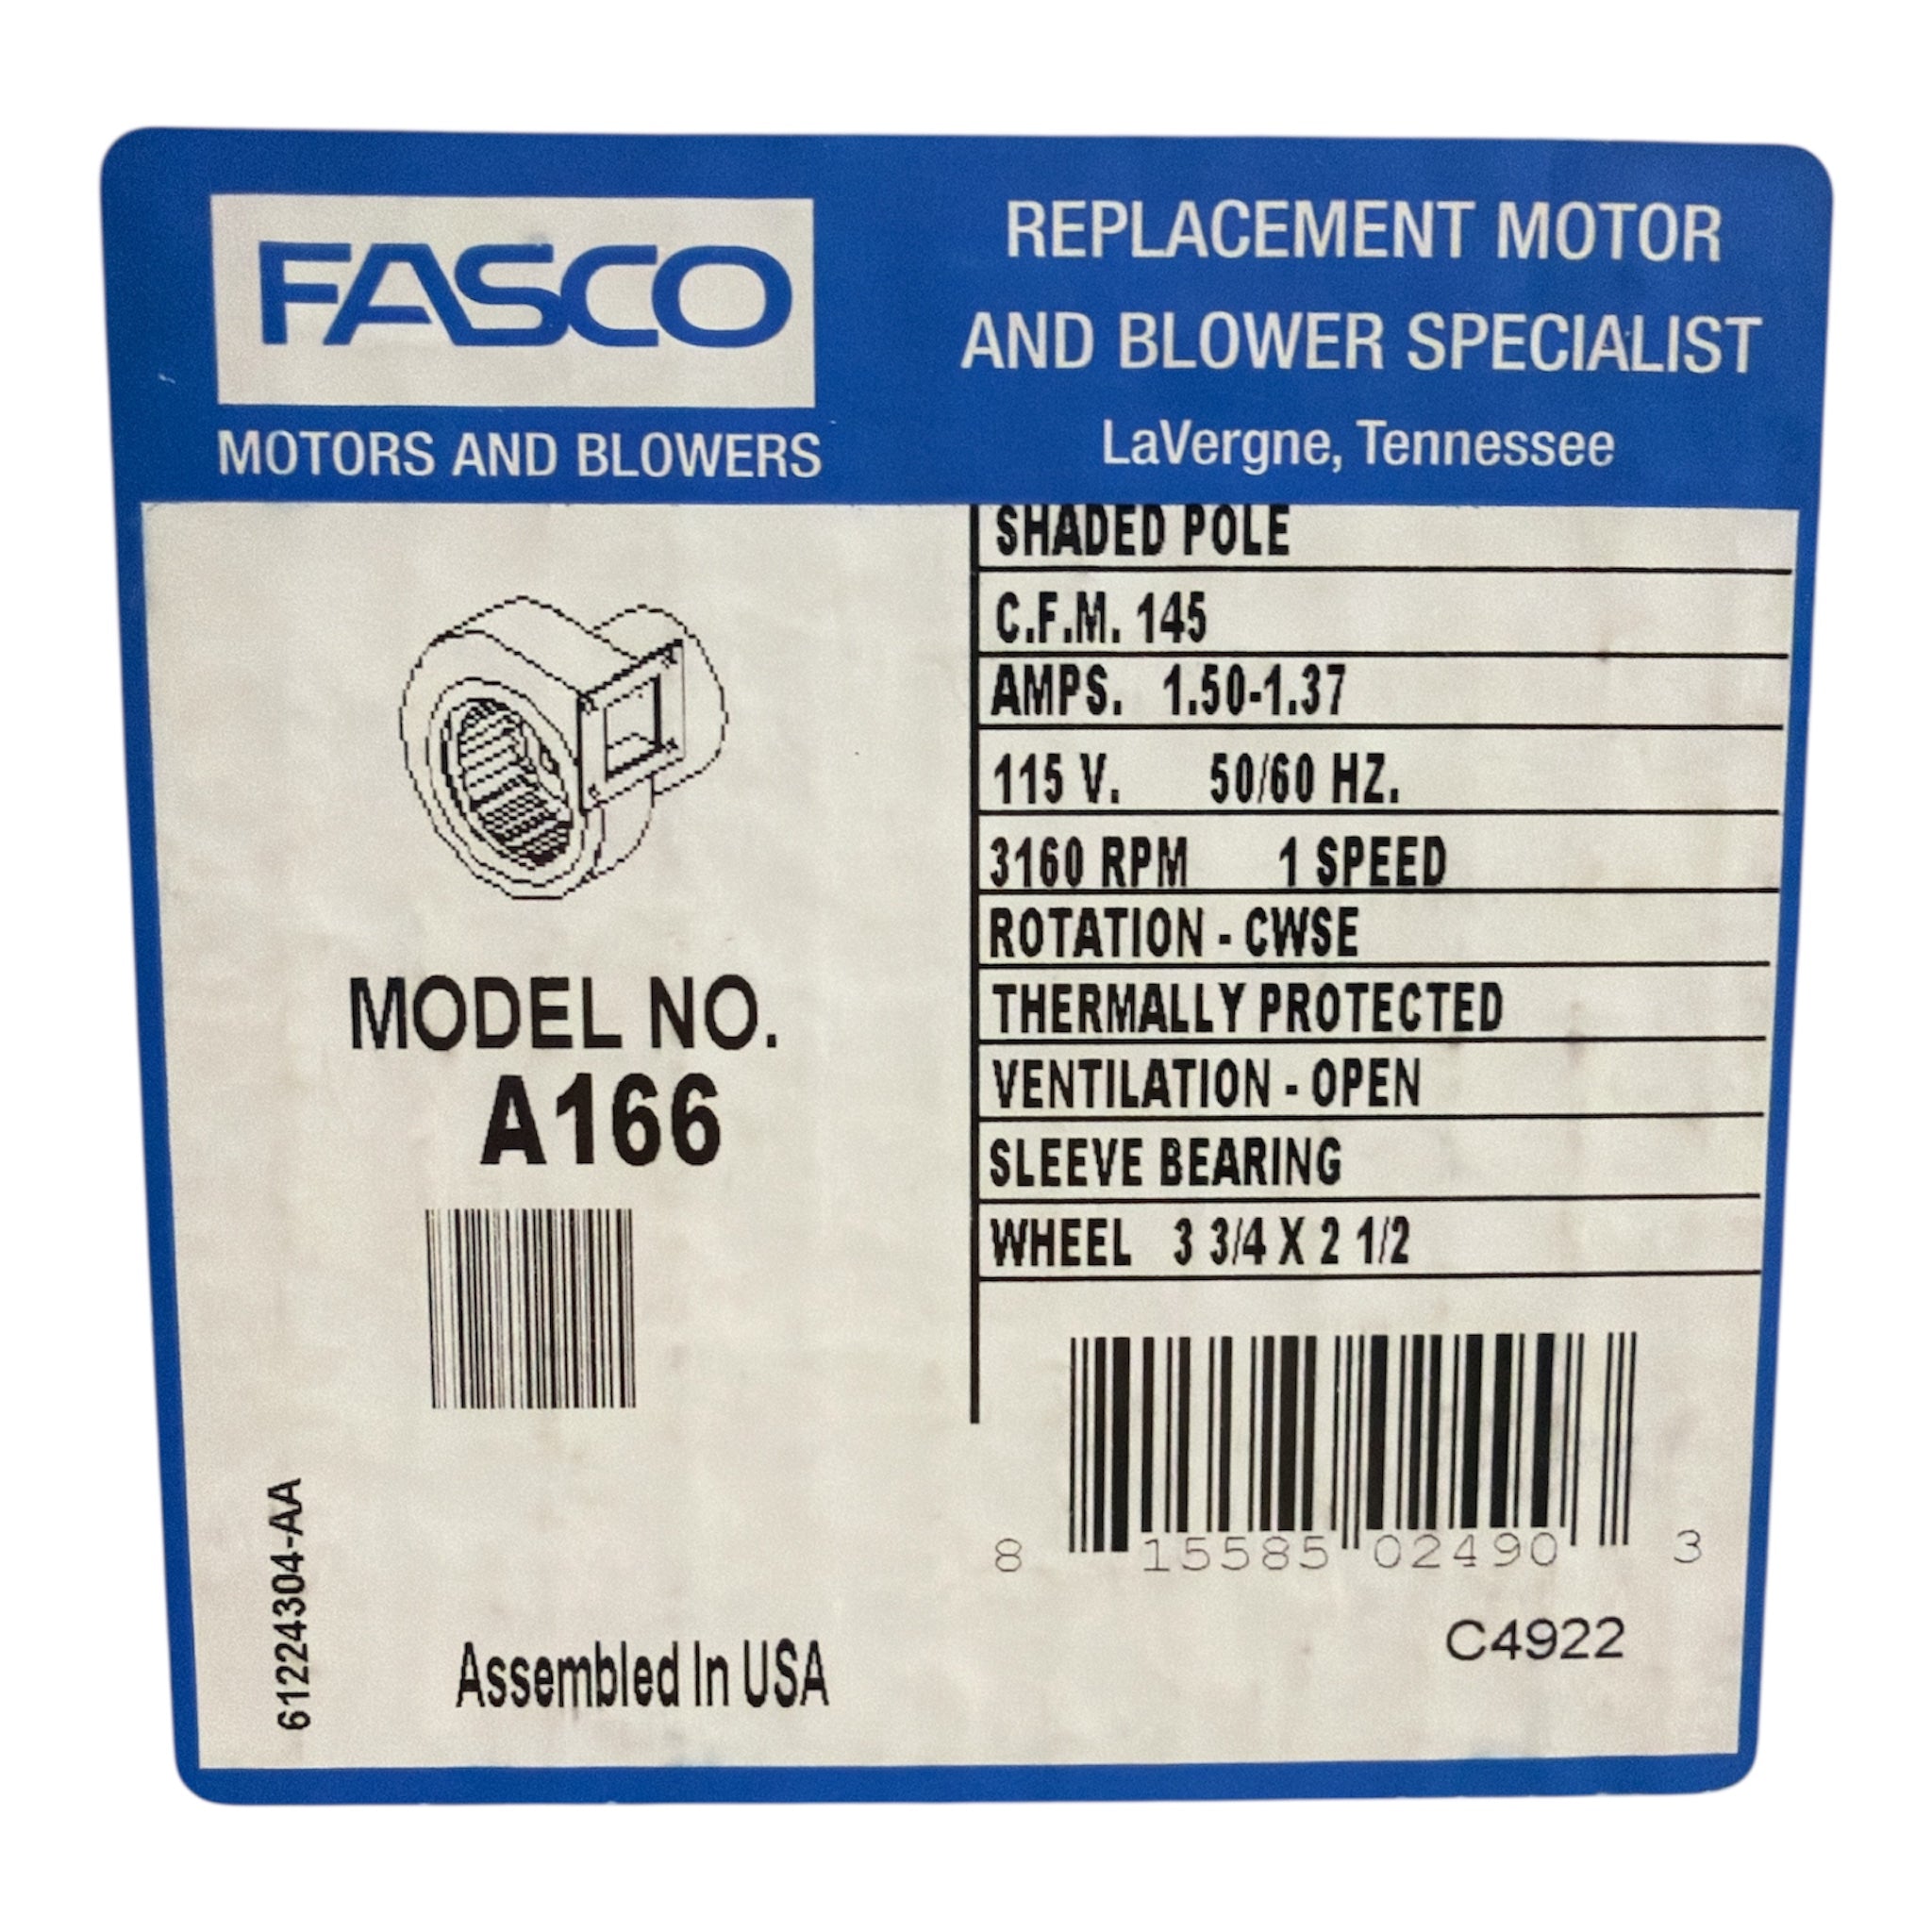 FASCO
MOTORS AND BLOWERS
REPLACEMENT MOTOR
AND BLOWER SPECIALIST
LaVergne, Tennessee
MODEL NO.
A166
61224304-AA
Assembled In USA
SHADED POLE
C.F.M. 145
AMPS. 1.50-1.37
115 V. 50/60 HZ.
3160 RPM 1 SPEED
ROTATION - CWSE
THERMALLY PROTECTED
VENTILATION - OPEN
SLEEVE BEARING
WHEEL 3 3/4 X 2 1/2
8 15585 02490 3
C4922